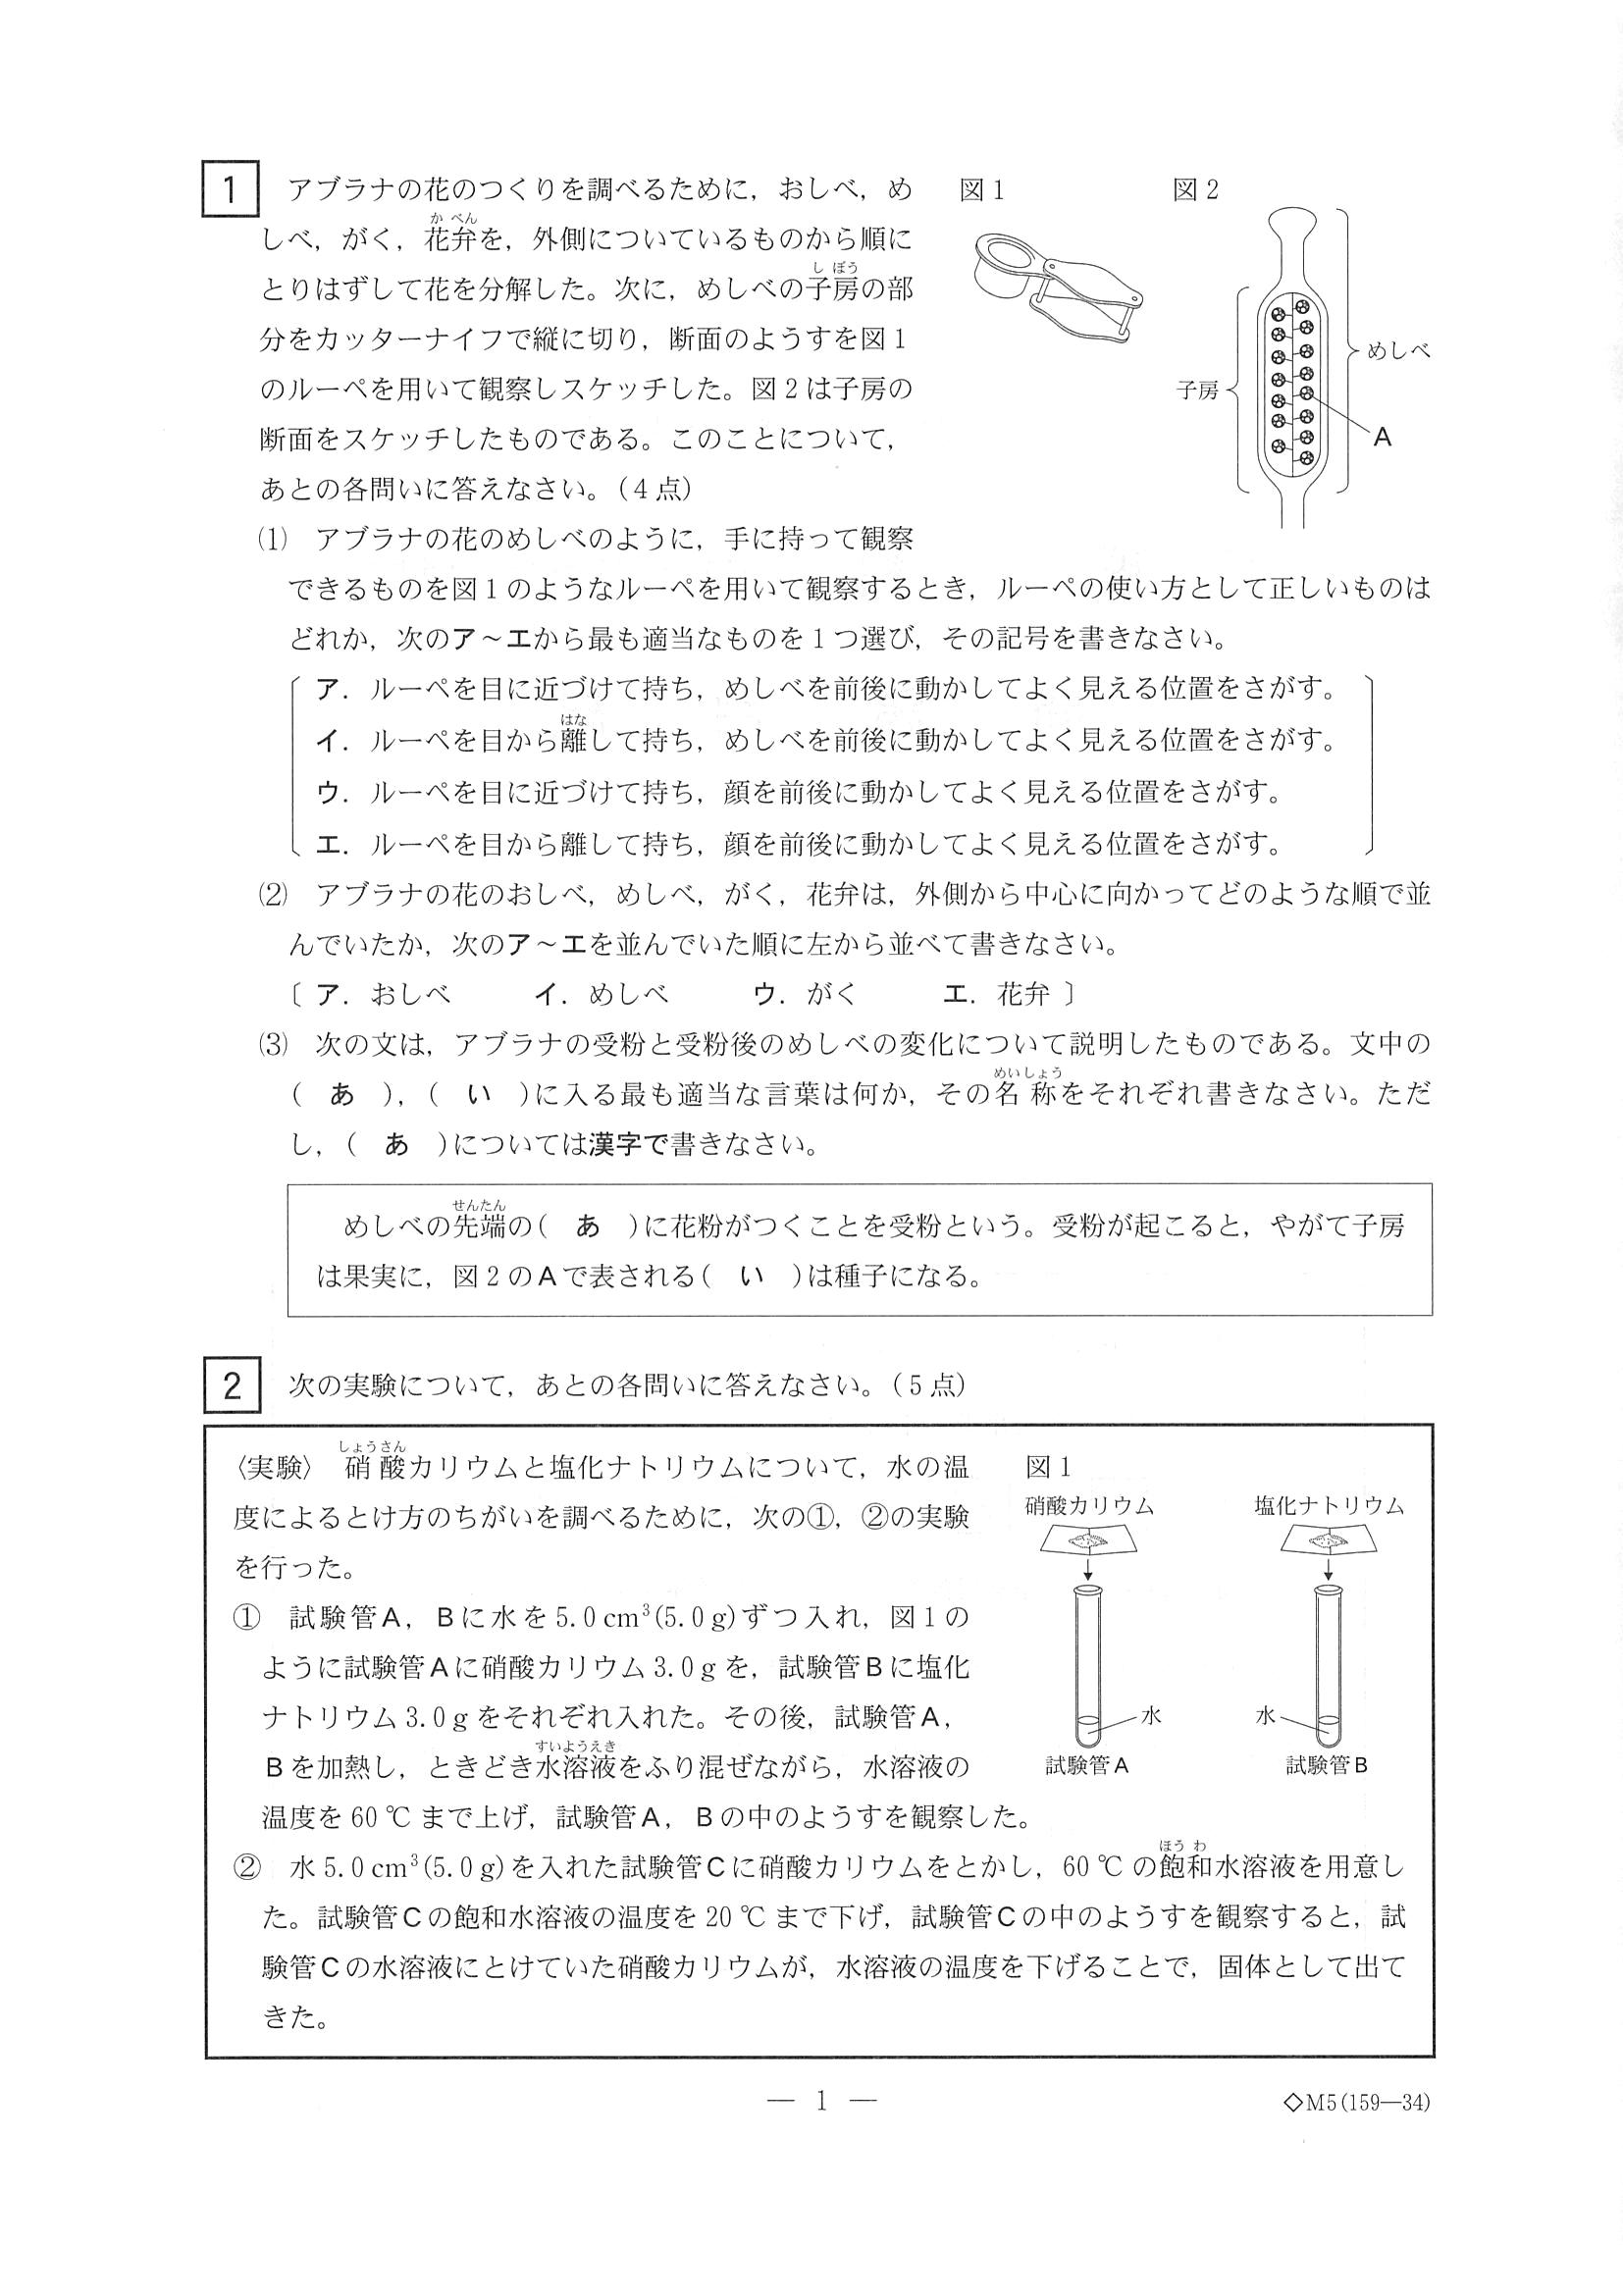 1 アブラナの花のつくりを調べるために，おしべ，め
しべ，がく，花弁を，外側についているものから順に
とりはずして花を分解した。次に，めしべの子房の部
分をカッターナイフで縦に切り，断面のようすを図1
のルーペを用いて観察しスケッチした。図2は子房の
断面をスケッチしたものである。このことについて，
あとの各問いに答えなさい。（4点）
かべん
しぼう
図1
図2
子房
めしべ
A
⑴ アブラナの花のめしべのように，手に持って観察
できるものを図1のようなルーペを用いて観察するとき，ルーペの使い方として正しいものは
どれか，次のア～エから最も適当なものを1つ選び，その記号を書きなさい。
ア．ルーペを目に近づけて持ち，めしべを前後に動かしてよく見える位置をさがす。
はな
イ．ルーペを目から離して持ち，めしべを前後に動かしてよく見える位置をさがす。
ウ．ルーペを目に近づけて持ち，顔を前後に動かしてよく見える位置をさがす。
エ．ルーペを目から離して持ち，顔を前後に動かしてよく見える位置をさがす。
⑵ アブラナの花のおしべ，めしべ，がく，花弁は，外側から中心に向かってどのような順で並
んでいたか，次のア～エを並んでいた順に左から並べて書きなさい。
〔 ア．おしべ　イ．めしべ　ウ．がく　エ．花弁 〕
⑶ 次の文は，アブラナの受粉と受粉後のめしべの変化について説明したものである。文中の
めいしょう
（ あ ），（ い ）に入る最も適当な言葉は何か，その名称をそれぞれ書きなさい。ただ
し，（ あ ）については漢字で書きなさい。
せんたん
めしべの先端の（ あ ）に花粉がつくことを受粉という。受粉が起こると，やがて子房
は果実に，図2のAで表される（ い ）は種子になる。
2 次の実験について，あとの各問いに答えなさい。（5点）
しょうさん
〈実験〉 硝酸カリウムと塩化ナトリウムについて，水の温
度によるとけ方のちがいを調べるために，次の①，②の実験
を行った。
① 試験管A，Bに水を5.0 cm³(5.0 g)ずつ入れ，図1の
ように試験管Aに硝酸カリウム3.0 gを，試験管Bに塩化
ナトリウム3.0 gをそれぞれ入れた。その後，試験管A，
すいようえき
Bを加熱し，ときどき水溶液をふり混ぜながら，水溶液の
温度を60 ℃まで上げ，試験管A，Bの中のようすを観察した。
図1
硝酸カリウム
塩化ナトリウム
水
水
試験管A
試験管B
ほうわ
② 水5.0 cm³(5.0 g)を入れた試験管Cに硝酸カリウムをとかし，60 ℃の飽和水溶液を用意し
た。試験管Cの飽和水溶液の温度を20 ℃まで下げ，試験管Cの中のようすを観察すると，試
験管Cの水溶液にとけていた硝酸カリウムが，水溶液の温度を下げることで，固体として出て
きた。
— 1 —
◇M5(159—34)